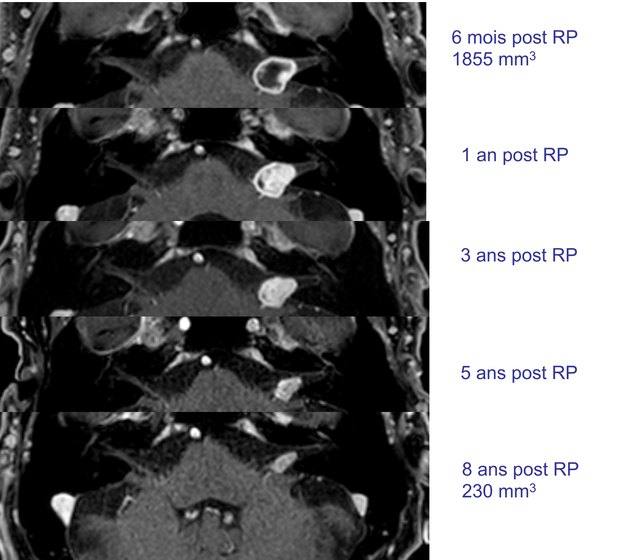 6 mois post RP
1855 mm³
1 an post RP
3 ans post RP
5 ans post RP
8 ans post RP
230 mm³